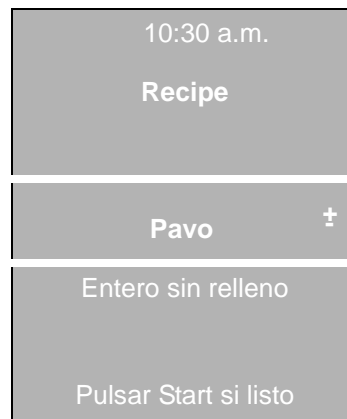 10:30 a.m.
Recipe
Pavo ±
Entero sin relleno
Pulsar Start si listo